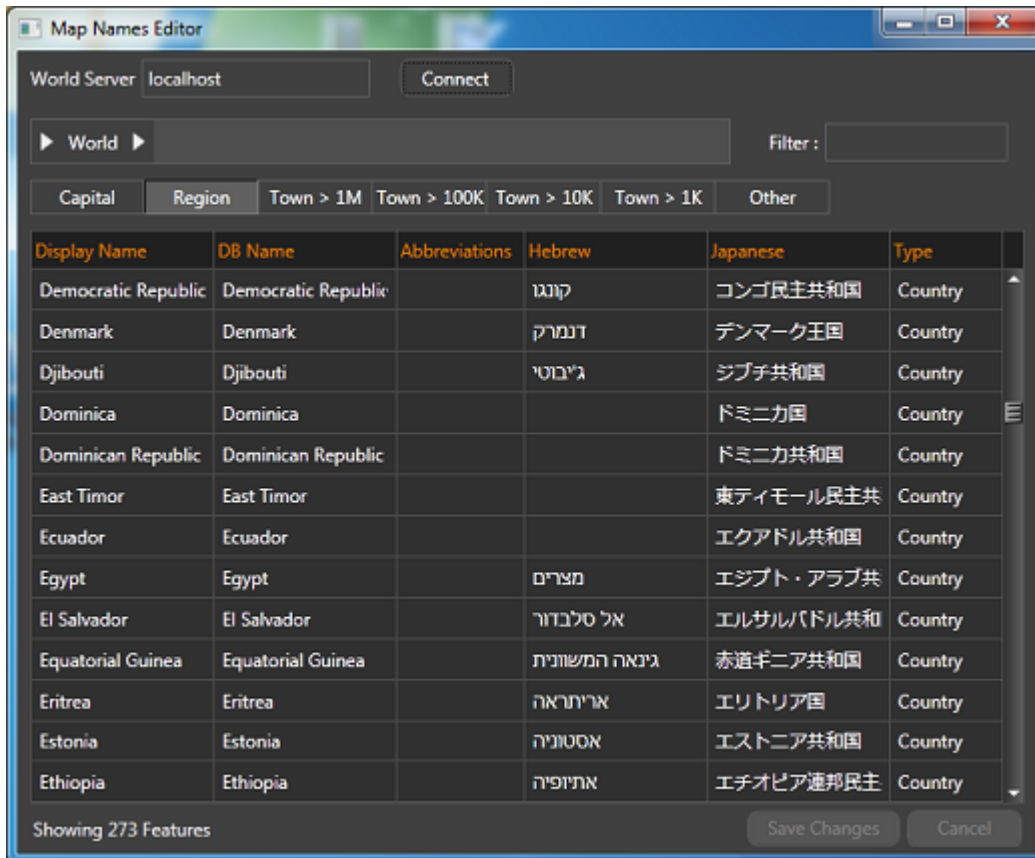 Map Names Editor
World Server localhost Connect
World Filter :
Capital Region Town > 1M Town > 100K Town > 10K Town > 1K Other
Display Name DB Name Abbreviations Hebrew Japanese Type
Democratic Republic Democratic Republic קונגו コンゴ民主共和国 Country
Denmark Denmark דנמרק デンマーク王国 Country
Djibouti Djibouti ג'יבוטי ジブチ共和国 Country
Dominica Dominica ドミニカ国 Country
Dominican Republic Dominican Republic ドミニカ共和国 Country
East Timor East Timor 東ティモール民主共 Country
Ecuador Ecuador エクアドル共和国 Country
Egypt Egypt מצרים エジプト・アラブ共 Country
El Salvador El Salvador אל סלבדור エルサルバドル共和 Country
Equatorial Guinea Equatorial Guinea גינאה המשוונית 赤道ギニア共和国 Country
Eritrea Eritrea אריתראה エリトリア国 Country
Estonia Estonia אסטוניה エストニア共和国 Country
Ethiopia Ethiopia אתיופיה エチオピア連邦民主 Country
Showing 273 Features Save Changes Cancel